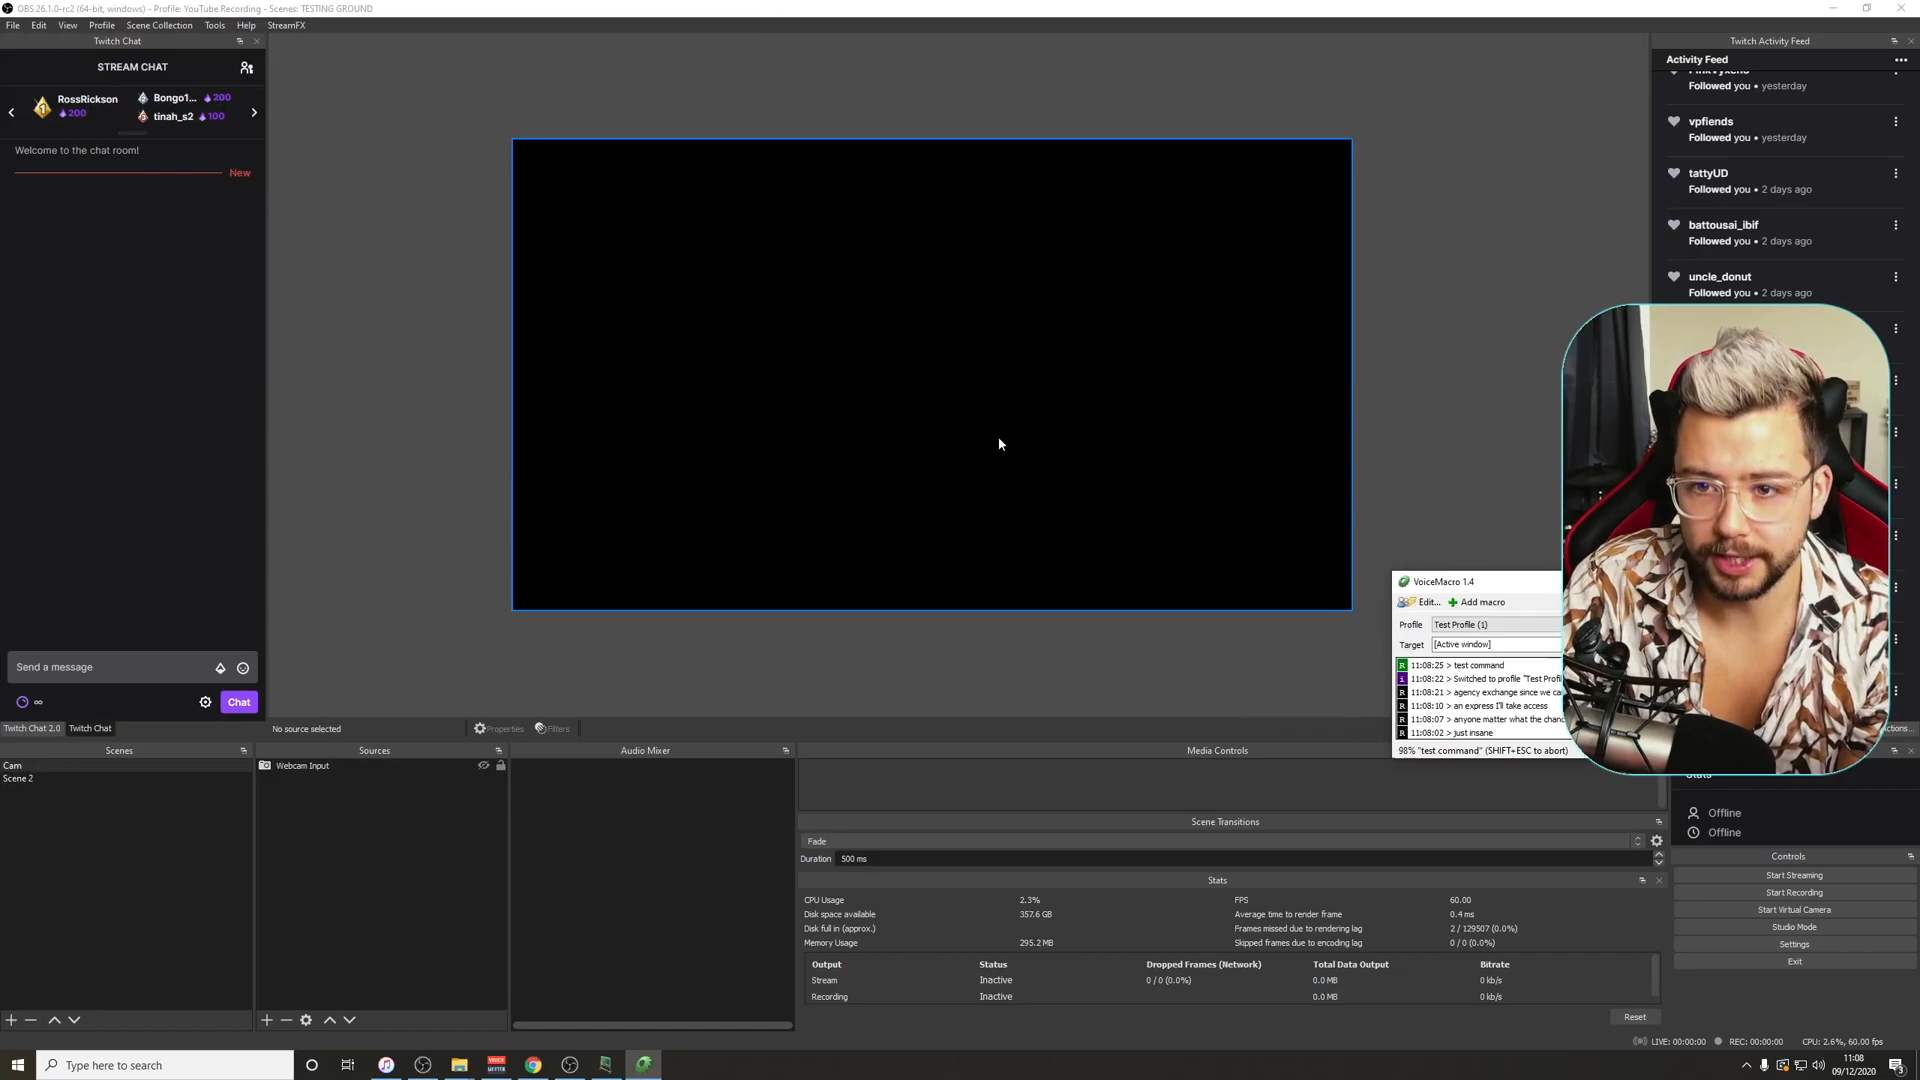 OBS 26.1.0-rc2 (64-bit, windows) - Profile: YouTube Recording - Scenes: TESTING GROUND
File Edit View Profile Scene Collection Tools Help StreamFX
Twitch Chat
STREAM CHAT
RossRickson
200
Bongo1... 200
tinah_s2 100
Welcome to the chat room!
New
Send a message
Chat
Twitch Chat 2.0 Twitch Chat
Twitch Activity Feed
Activity Feed
Followed you • yesterday
vpfiends
Followed you • yesterday
tattyUD
Followed you • 2 days ago
battousai_ibif
Followed you • 2 days ago
uncle_donut
Followed you • 2 days ago
VoiceMacro 1.4
Edit... Add macro
Profile Test Profile (1)
Target [Active window]
R 11:08:25 > test command
i 11:08:22 > Switched to profile "Test Profi
R 11:08:21 > agency exchange since we ca
R 11:08:10 > an express I'll take access
R 11:08:07 > anyone matter what the chanc
R 11:08:02 > just insane
98% "test command" (SHIFT+ESC to abort)
No source selected Properties Filters
Scenes
Cam
Scene 2
Sources
Webcam Input
Audio Mixer
Media Controls
Scene Transitions
Fade
Duration 500 ms
Stats
CPU Usage 2.3% FPS 60.00
Disk space available 357.6 GB Average time to render frame 0.4 ms
Disk full in (approx.) Frames missed due to rendering lag 2 / 129507 (0.0%)
Memory Usage 295.2 MB Skipped frames due to encoding lag 0 / 0 (0.0%)
Output Status Dropped Frames (Network) Total Data Output Bitrate
Stream Inactive 0 / 0 (0.0%) 0.0 MB 0 kb/s
Recording Inactive 0.0 MB 0 kb/s
Reset
Stats
Offline
Offline
Controls
Start Streaming
Start Recording
Start Virtual Camera
Studio Mode
Settings
Exit
LIVE: 00:00:00 REC: 00:00:00 CPU: 2.6%, 60.00 fps
Type here to search
VOICE MEETER
11:08
09/12/2020
3